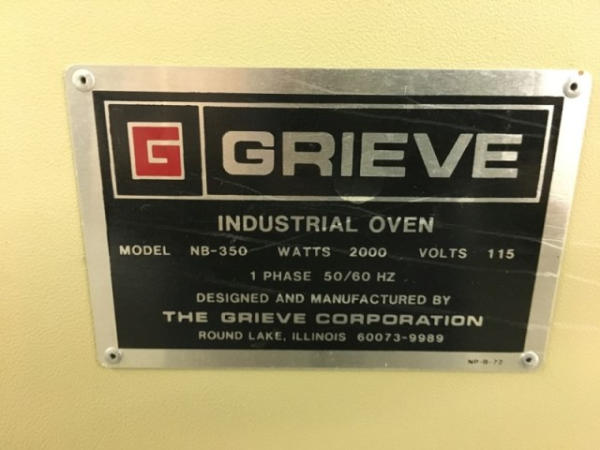 G GRIEVE
INDUSTRIAL OVEN
MODEL NB-350 WATTS 2000 VOLTS 115
1 PHASE 50/60 HZ
DESIGNED AND MANUFACTURED BY
THE GRIEVE CORPORATION
ROUND LAKE, ILLINOIS 60073-9989
NP-B-72